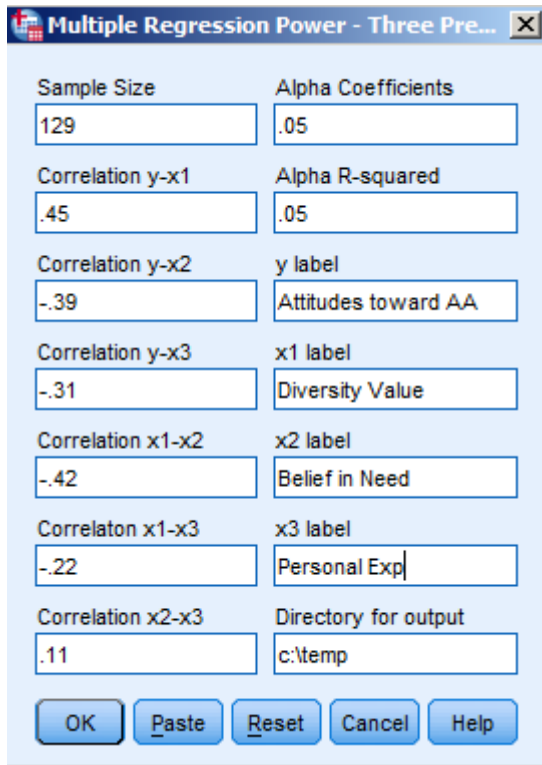 Multiple Regression Power - Three Pre...
Sample Size Alpha Coefficients
129 .05
Correlation y-x1 Alpha R-squared
.45 .05
Correlation y-x2 y label
-.39 Attitudes toward AA
Correlation y-x3 x1 label
-.31 Diversity Value
Correlation x1-x2 x2 label
-.42 Belief in Need
Correlaton x1-x3 x3 label
-.22 Personal Exp
Correlation x2-x3 Directory for output
.11 c:\temp
OK Paste Reset Cancel Help